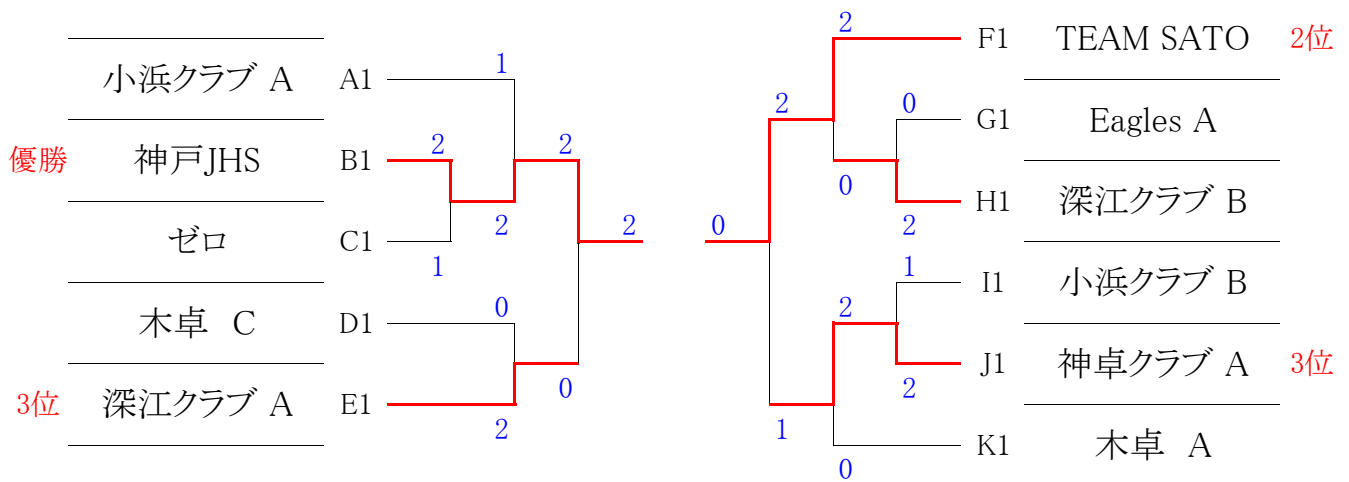 小浜クラブ A A1 1
優勝 神戸JHS B1 2 2
ゼロ C1 1 2 2
木卓 C D1 0
3位 深江クラブ A E1 2 0
2 F1 TEAM SATO 2位
2 0 G1 Eagles A
0 2 H1 深江クラブ B
0 1 I1 小浜クラブ B
2 2 J1 神卓クラブ A 3位
1 0 K1 木卓 A